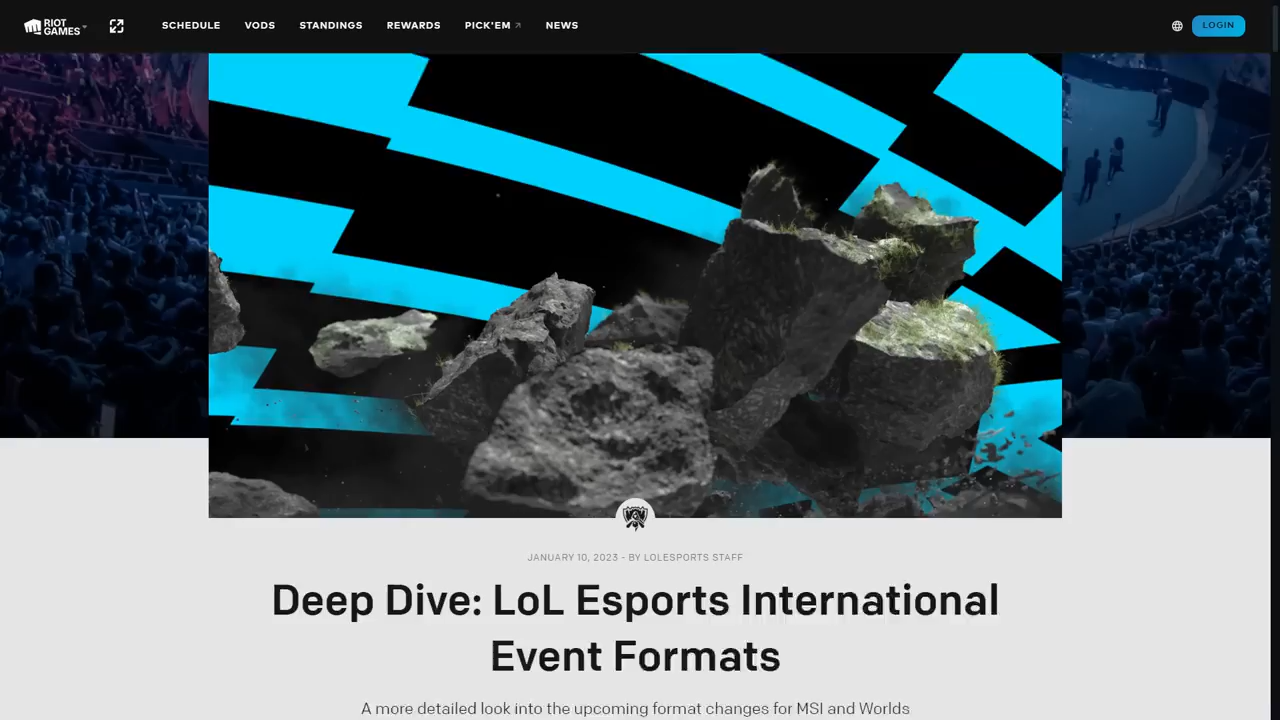 RIOT GAMES
SCHEDULE VODS STANDINGS REWARDS PICK'EM NEWS LOGIN
JANUARY 10, 2023 - BY LOLESPORTS STAFF
Deep Dive: LoL Esports International
Event Formats
A more detailed look into the upcoming format changes for MSI and Worlds